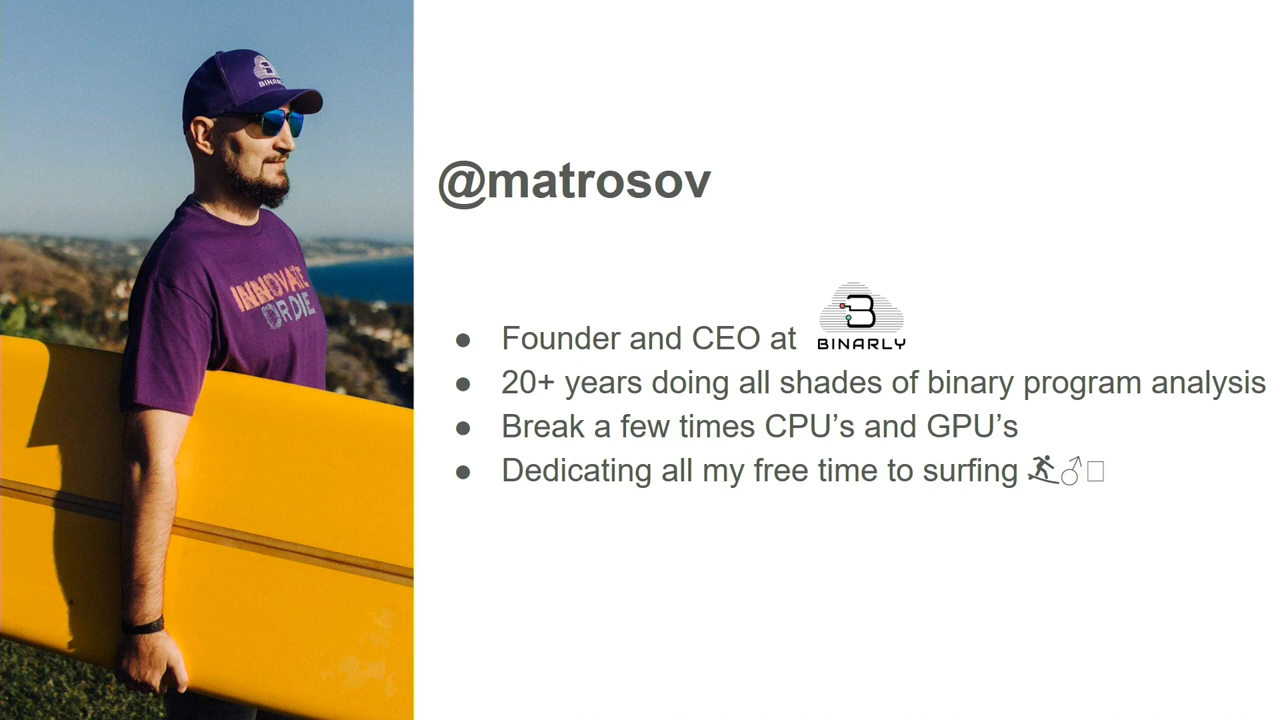 BINARLY
INNOVATE
OR DIE
@matrosov
● Founder and CEO at BINARLY
● 20+ years doing all shades of binary program analysis
● Break a few times CPU’s and GPU’s
● Dedicating all my free time to surfing 🏄♂□